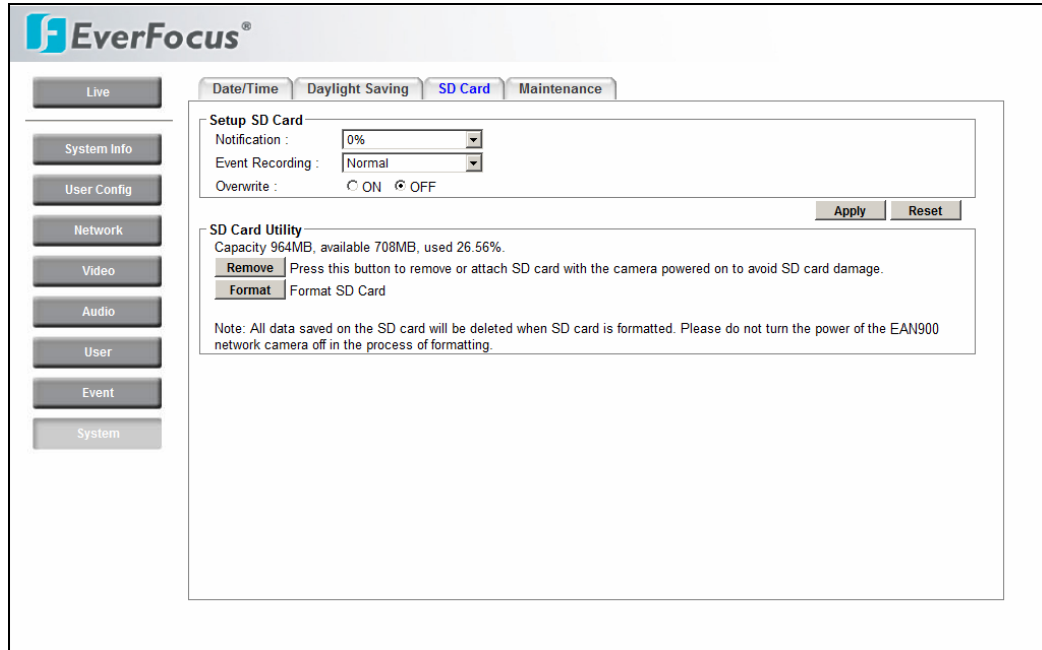 EverFocus®
Live
System Info
User Config
Network
Video
Audio
User
Event
System
Date/Time Daylight Saving SD Card Maintenance
Setup SD Card
Notification : 0%
Event Recording : Normal
Overwrite : ON OFF
Apply Reset
SD Card Utility
Capacity 964MB, available 708MB, used 26.56%.
Remove Press this button to remove or attach SD card with the camera powered on to avoid SD card damage.
Format Format SD Card
Note: All data saved on the SD card will be deleted when SD card is formatted. Please do not turn the power of the EAN900
network camera off in the process of formatting.